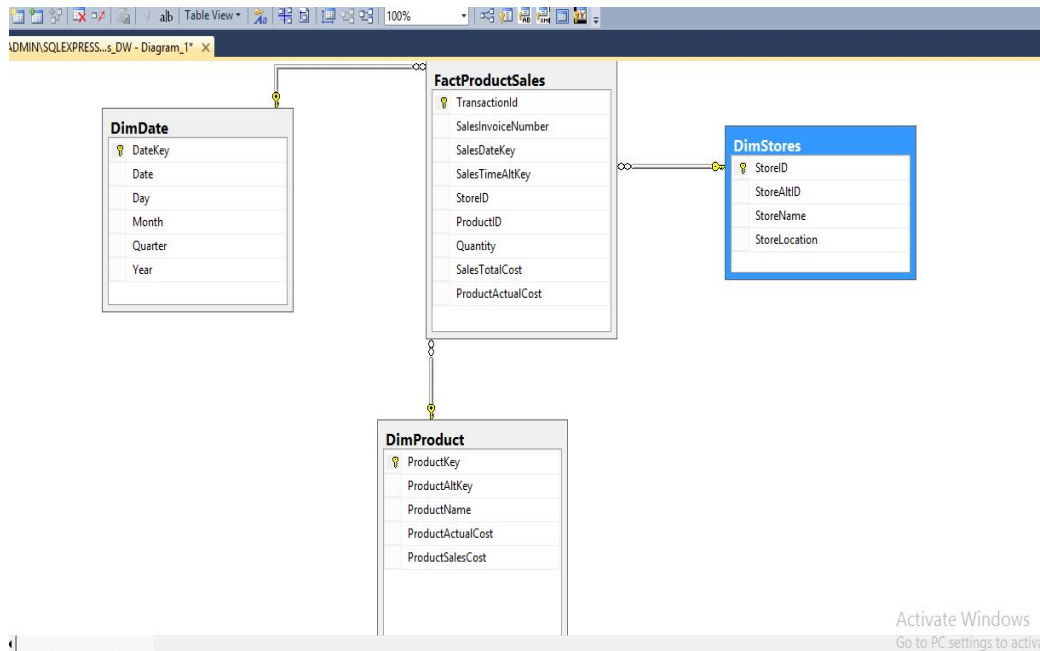 alb Table View 100%
ADMIN\SQLEXPRESS...s_DW - Diagram_1* ×
FactProductSales
TransactionId
SalesInvoiceNumber
SalesDateKey
SalesTimeAltKey
StoreID
ProductID
Quantity
SalesTotalCost
ProductActualCost
DimDate
DateKey
Date
Day
Month
Quarter
Year
DimStores
StoreID
StoreAltID
StoreName
StoreLocation
DimProduct
ProductKey
ProductAltKey
ProductName
ProductActualCost
ProductSalesCost
Activate Windows
Go to PC settings to activa